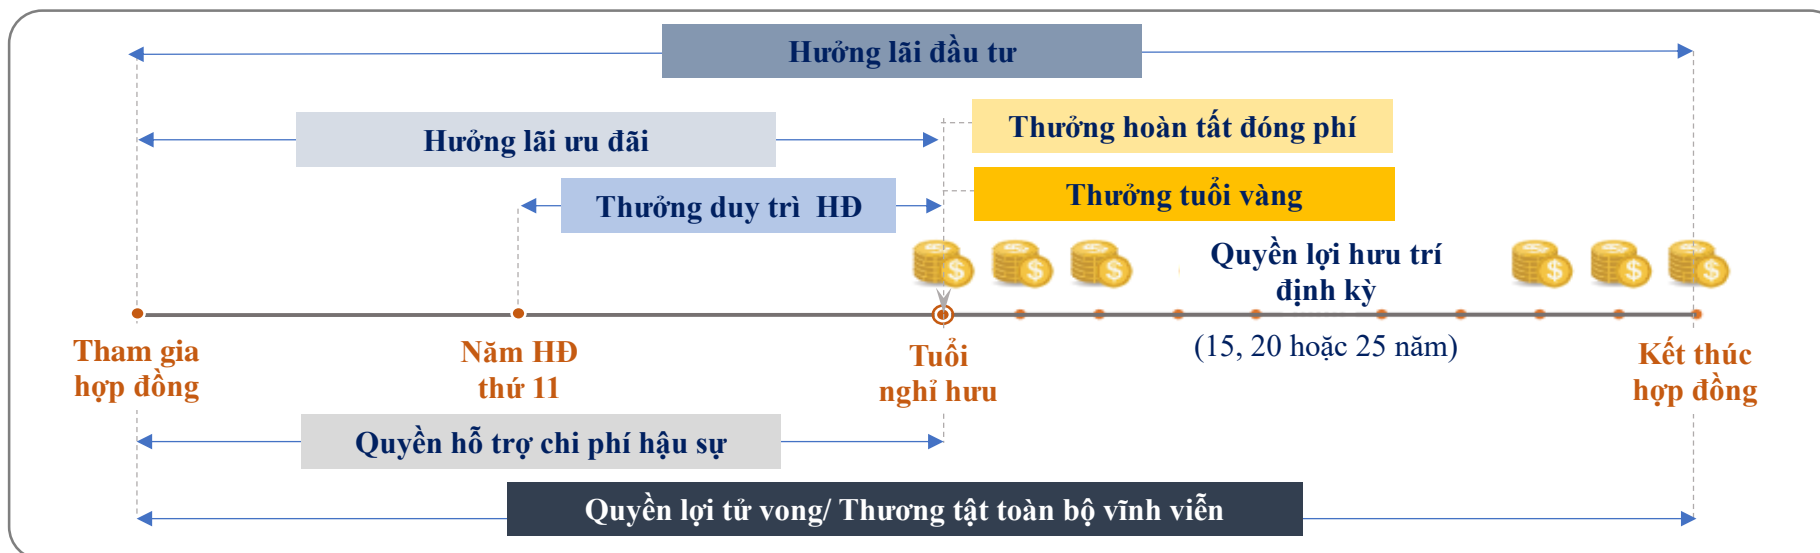 Hưởng lãi đầu tư
Hưởng lãi ưu đãi
Thưởng hoàn tất đóng phí
Thưởng duy trì HĐ
Thưởng tuổi vàng
Quyền lợi hưu trí
định kỳ
(15, 20 hoặc 25 năm)
Tham gia
hợp đồng
Năm HĐ
thứ 11
Tuổi
nghỉ hưu
Kết thúc
hợp đồng
Quyền hỗ trợ chi phí hậu sự
Quyền lợi tử vong/ Thương tật toàn bộ vĩnh viễn